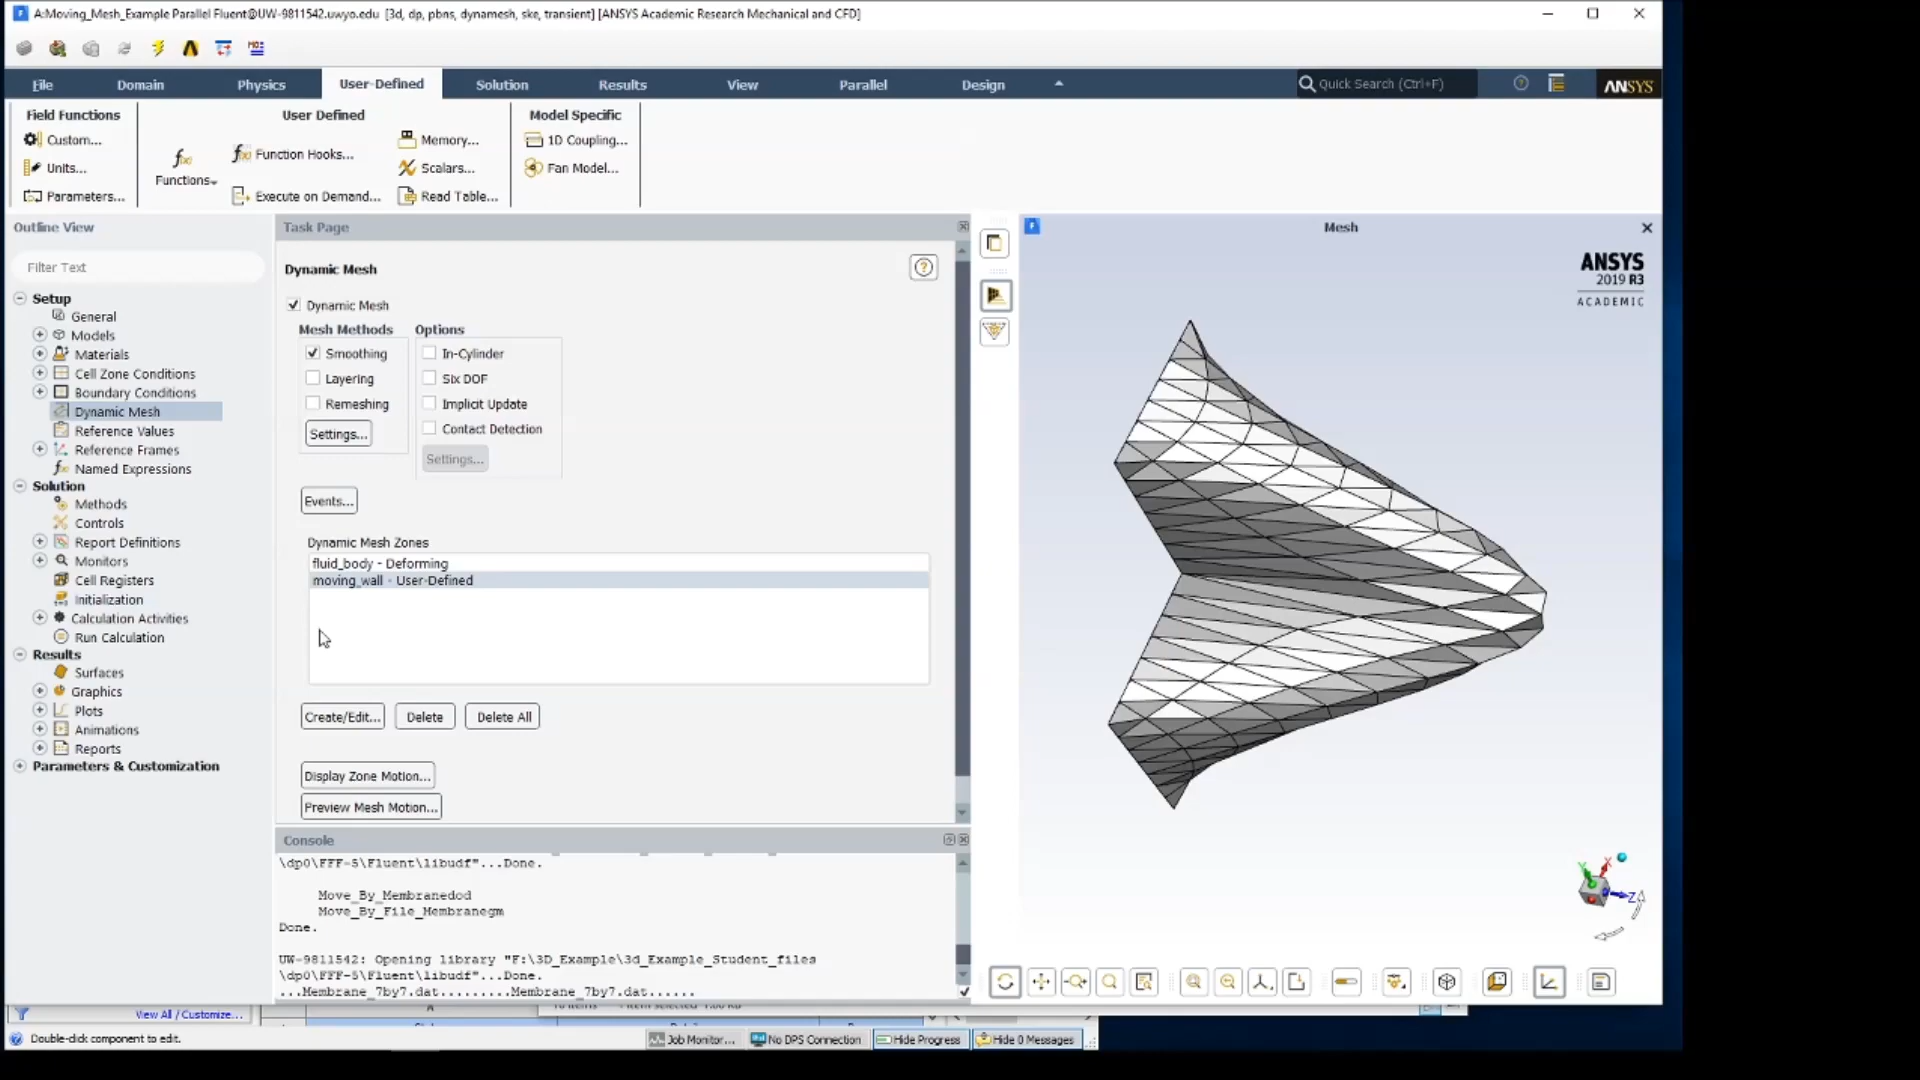 A:Moving_Mesh_Example Parallel Fluent@UW-9811542.uwyo.edu [3d, dp, pbns, dynamesh, ske, transient] [ANSYS Academic Research Mechanical and CFD]
File Domain Physics User-Defined Solution Results View Parallel Design Quick Search (Ctrl+F) ANSYS
Field Functions
Custom...
Units...
Parameters...
User Defined
Functions
Function Hooks...
Execute on Demand...
Memory...
Scalars...
Read Table...
Model Specific
1D Coupling...
Fan Model...
Outline View
Filter Text
Setup
General
Models
Materials
Cell Zone Conditions
Boundary Conditions
Dynamic Mesh
Reference Values
Reference Frames
Named Expressions
Solution
Methods
Controls
Report Definitions
Monitors
Cell Registers
Initialization
Calculation Activities
Run Calculation
Results
Surfaces
Graphics
Plots
Animations
Reports
Parameters & Customization
Task Page
Dynamic Mesh
Dynamic Mesh
Mesh Methods
Smoothing
Layering
Remeshing
Settings...
Options
In-Cylinder
Six DOF
Implicit Update
Contact Detection
Settings...
Events...
Dynamic Mesh Zones
fluid_body - Deforming
moving_wall - User-Defined
Create/Edit... Delete Delete All
Display Zone Motion...
Preview Mesh Motion...
Console
\dp0\FFF-5\Fluent\libudf"...Done.
Move_By_Membranedod
Move_By_File_Membranegm
Done.
UW-9811542: Opening library "F:\3D_Example\3d_Example_Student_files
\dp0\FFF-5\Fluent\libudf"...Done.
...Membrane_7by7.dat.........Membrane_7by7.dat......
Mesh
ANSYS
2019 R3
ACADEMIC
Y X Z
View All / Customize...
Double-click component to edit.
Job Monitor... No DPS Connection Hide Progress Hide 0 Messages